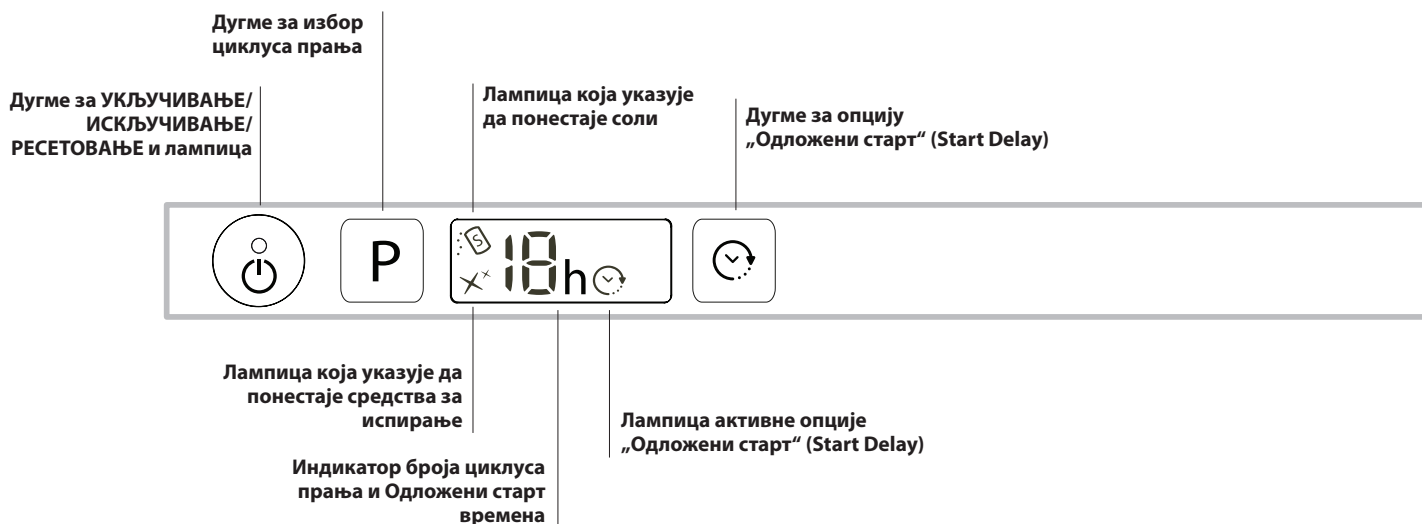 Дугме за избор
циклуса прања
Дугме за УКЉУЧИВАЊЕ/
ИСКЉУЧИВАЊЕ/
РЕСЕТОВАЊЕ и лампица
Лампица која указује
да понестаје соли
Дугме за опцију
„Одложени старт“ (Start Delay)
P
S
18h
Лампица која указује да
понестаје средства за
испирање
Лампица активне опције
„Одложени старт“ (Start Delay)
Индикатор броја циклуса
прања и Одложени старт
времена